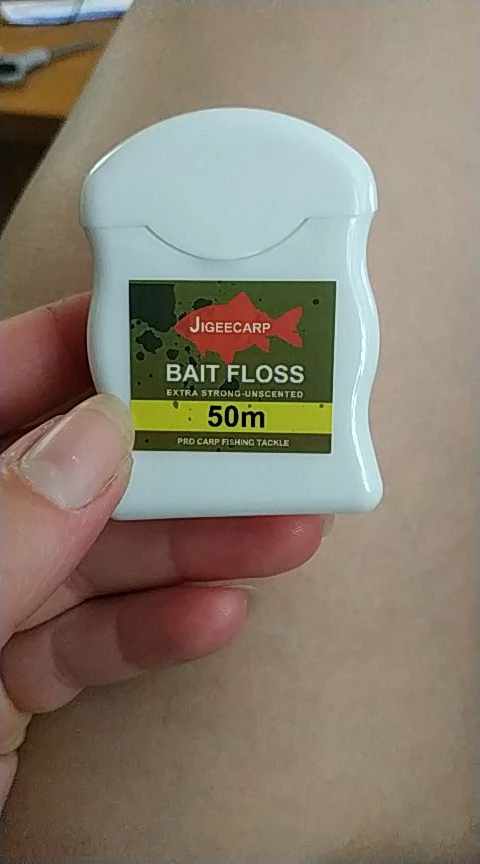 JIGEECARP
BAIT FLOSS
EXTRA STRONG-UNSCENTED
50m
PRO CARP FISHING TACKLE